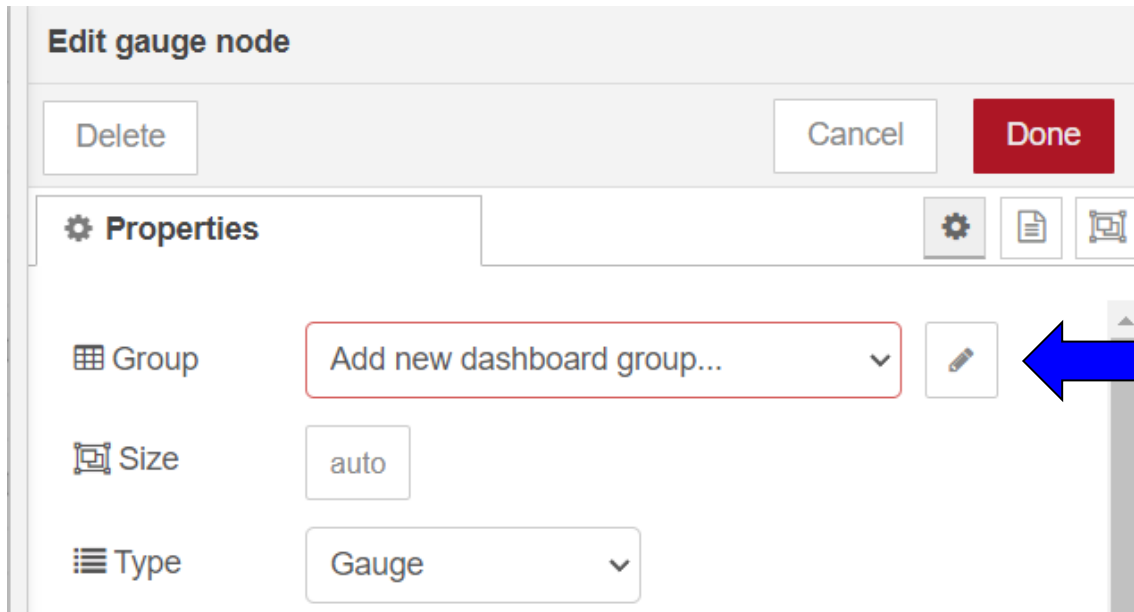 Edit gauge node
Delete Cancel Done
Properties
Group Add new dashboard group...
Size auto
Type Gauge